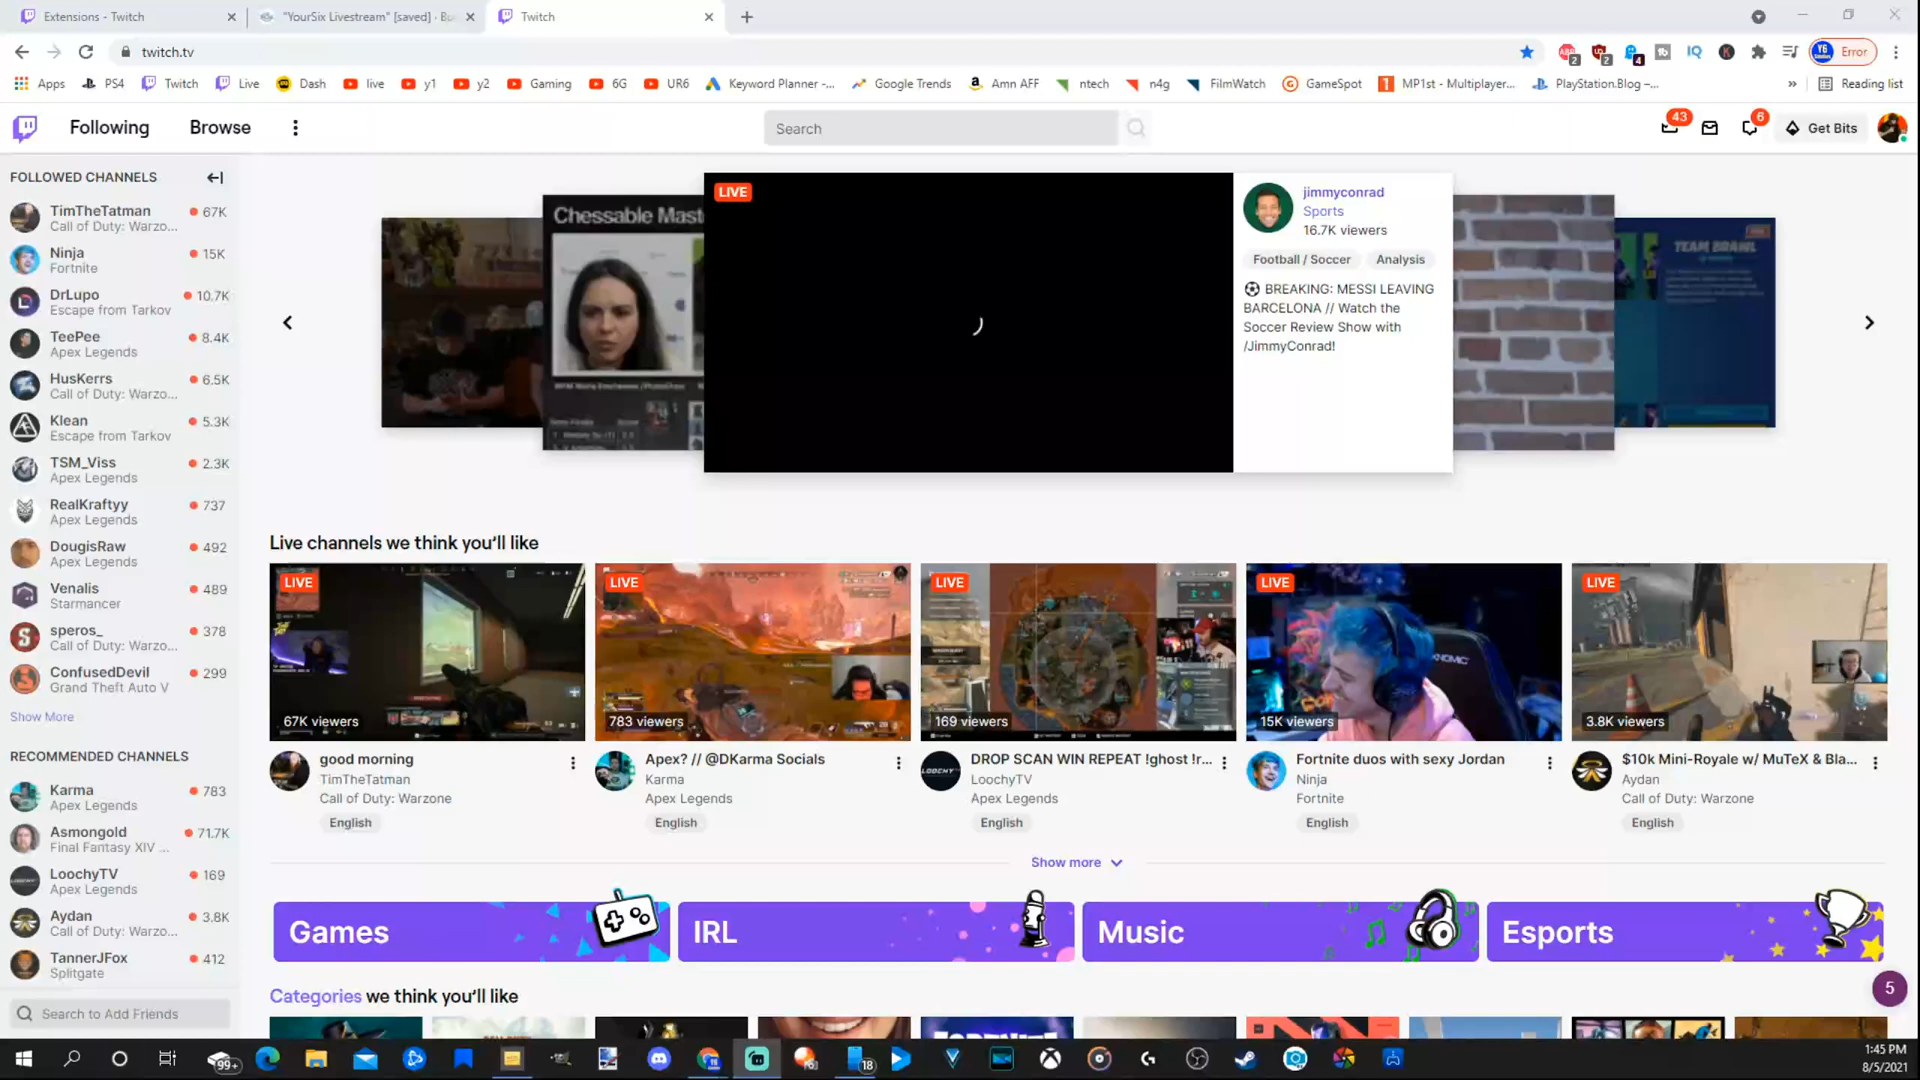 Extensions - Twitch
"YourSix Livestream" [saved] · Bu
Twitch
twitch.tv
Error
Apps
PS4
Twitch
Live
Dash
live
y1
y2
Gaming
6G
UR6
Keyword Planner -...
Google Trends
Amn AFF
ntech
n4g
FilmWatch
GameSpot
MP1st - Multiplayer...
PlayStation.Blog –...
»
Reading list
Following
Browse
Search
43
6
Get Bits
FOLLOWED CHANNELS
TimTheTatman
67K
Call of Duty: Warzo...
Ninja
15K
Fortnite
DrLupo
10.7K
Escape from Tarkov
TeePee
8.4K
Apex Legends
HusKerrs
6.5K
Call of Duty: Warzo...
Klean
5.3K
Escape from Tarkov
TSM_Viss
2.3K
Apex Legends
RealKraftyy
737
Apex Legends
DougisRaw
492
Apex Legends
Venalis
489
Starmancer
speros_
378
Call of Duty: Warzo...
ConfusedDevil
299
Grand Theft Auto V
Show More
RECOMMENDED CHANNELS
Karma
783
Apex Legends
Asmongold
71.7K
Final Fantasy XIV ...
LoochyTV
169
Apex Legends
Aydan
3.8K
Call of Duty: Warzo...
TannerJFox
412
Splitgate
Search to Add Friends
Chessable Mast
LIVE
jimmyconrad
Sports
16.7K viewers
Football / Soccer
Analysis
⚽ BREAKING: MESSI LEAVING
BARCELONA // Watch the
Soccer Review Show with
/JimmyConrad!
TEAM BRAWL
Live channels we think you'll like
LIVE
67K viewers
good morning
TimTheTatman
Call of Duty: Warzone
English
LIVE
783 viewers
Apex? // @DKarma Socials
Karma
Apex Legends
English
LIVE
169 viewers
DROP SCAN WIN REPEAT !ghost !r...
LoochyTV
Apex Legends
English
LIVE
15K viewers
Fortnite duos with sexy Jordan
Ninja
Fortnite
English
LIVE
3.8K viewers
$10k Mini-Royale w/ MuTeX & Bla...
Aydan
Call of Duty: Warzone
English
Show more
Games
IRL
Music
Esports
Categories we think you'll like
5
99+
18
1:45 PM
8/5/2021